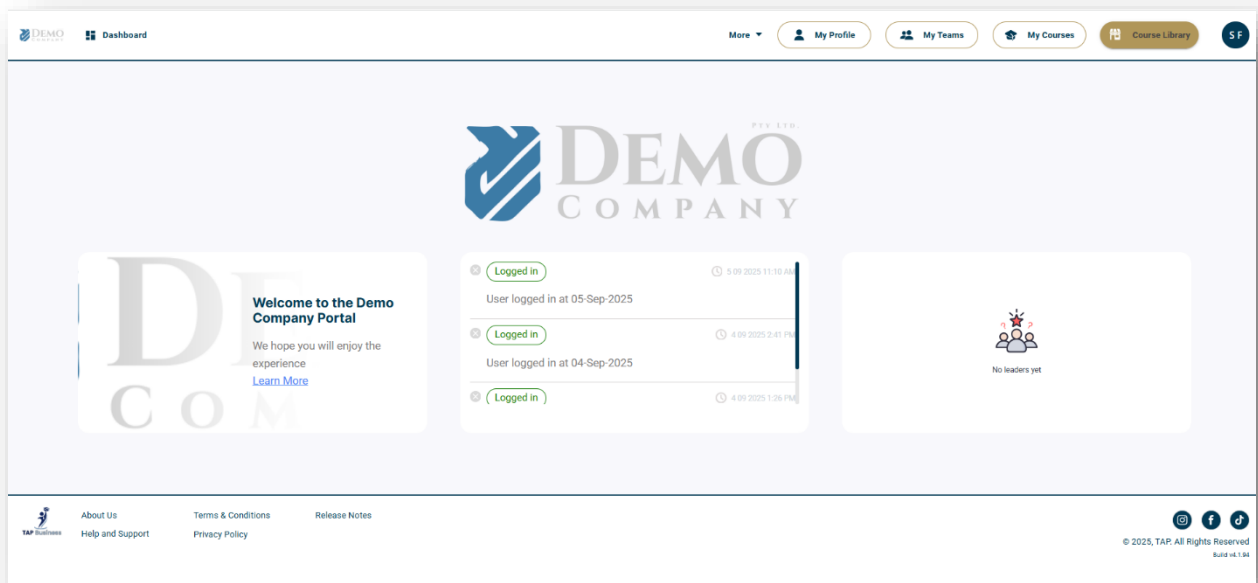 DEMO
COMPANY
Dashboard
More
My Profile
My Teams
My Courses
Course Library
S F
PVT LTD.
DEMO
COMPANY
DE
COM
Welcome to the Demo
Company Portal
We hope you will enjoy the
experience
Learn More
Logged in
5 09 2025 11:10 AM
User logged in at 05-Sep-2025
Logged in
4 09 2025 2:41 PM
User logged in at 04-Sep-2025
Logged in
4 09 2025 1:26 PM
No leaders yet
TAP Business
About Us
Terms & Conditions
Release Notes
Help and Support
Privacy Policy
© 2025, TAP. All Rights Reserved
Build v4.1.94